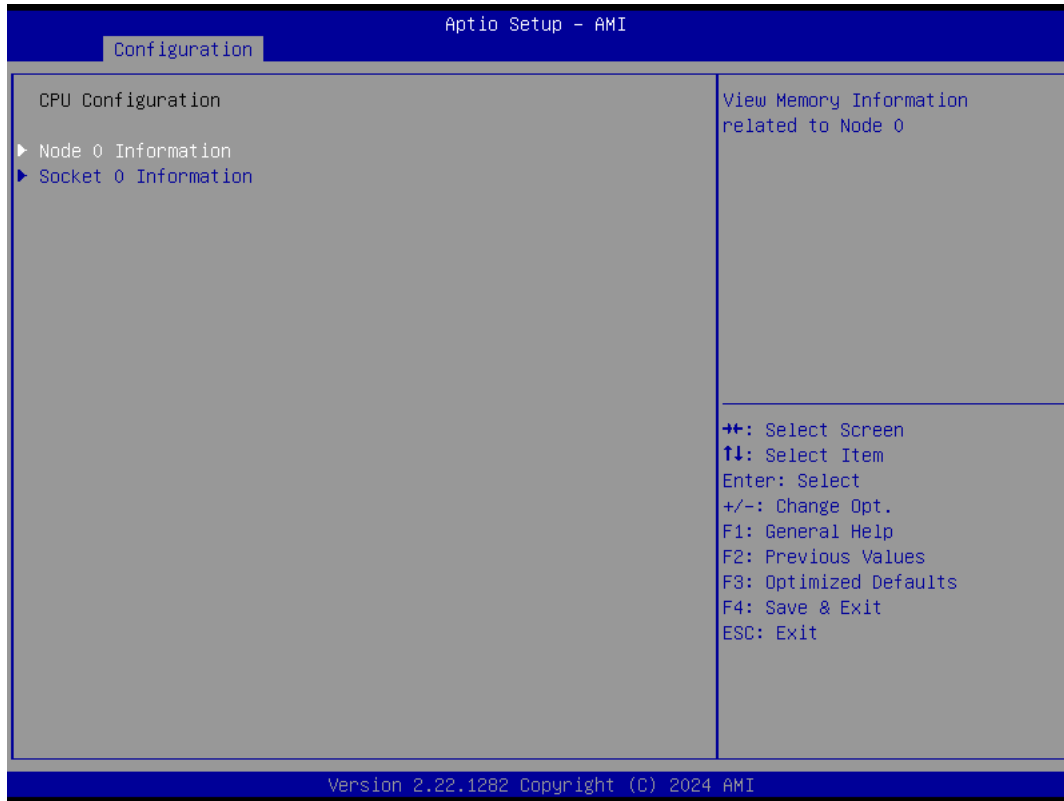 Aptio Setup – AMI
Configuration
CPU Configuration
▶ Node 0 Information
▶ Socket 0 Information
View Memory Information
related to Node 0
→←: Select Screen
↑↓: Select Item
Enter: Select
+/-: Change Opt.
F1: General Help
F2: Previous Values
F3: Optimized Defaults
F4: Save & Exit
ESC: Exit
Version 2.22.1282 Copyright (C) 2024 AMI